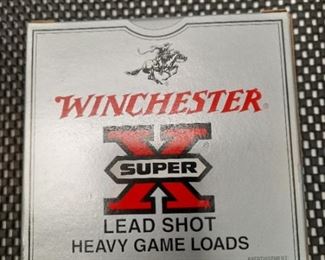 WINCHESTER®
SUPER X®
LEAD SHOT
HEAVY GAME LOADS